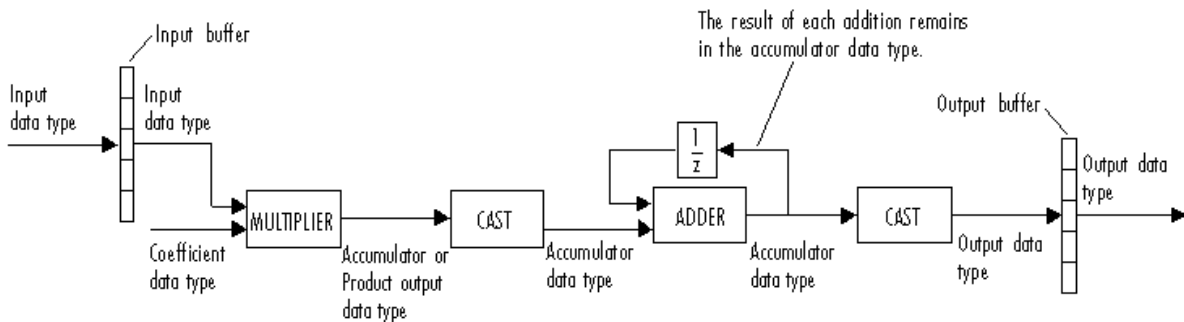 The result of each addition remains
in the accumulator data type.
Input buffer
Input
data type
Input
data type
Output buffer
1
z
Output data
type
MULTIPLIER
CAST
ADDER
CAST
Coefficient
data type
Accumulator or
Product output
data type
Accumulator
data type
Accumulator
data type
Output data
type